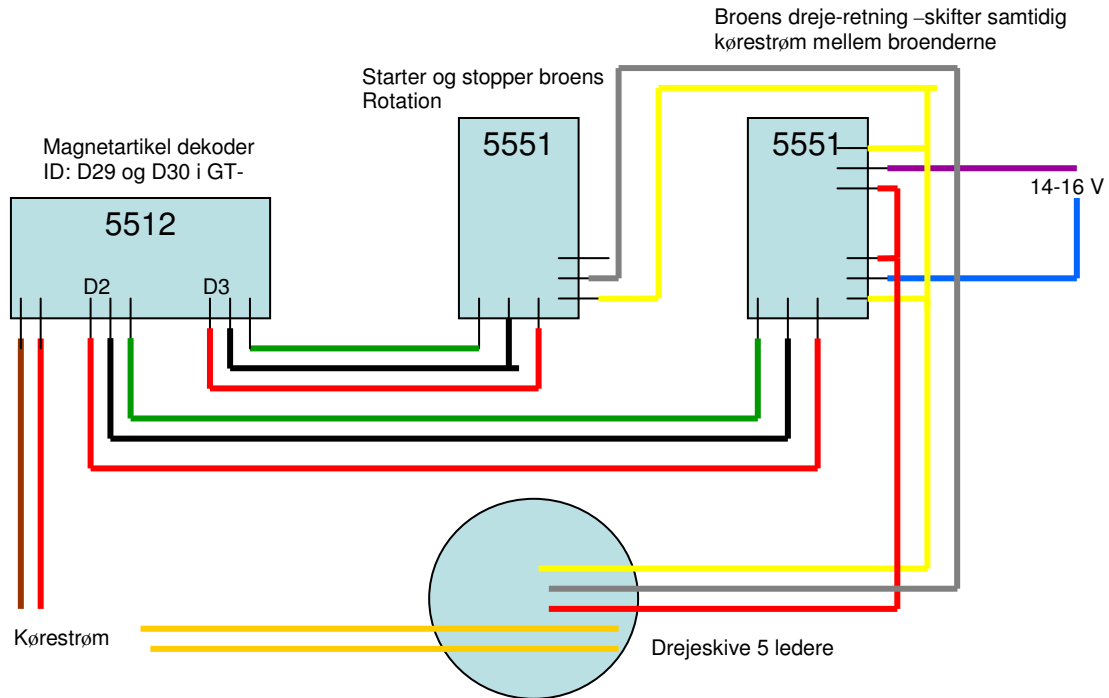 Broens dreje-retning –skifter samtidig
kørestrøm mellem broenderne
Starter og stopper broens
Rotation
Magnetartikel dekoder
ID: D29 og D30 i GT-
5551
5551
14-16 V
5512
D2
D3
Kørestrøm
Drejeskive 5 ledere